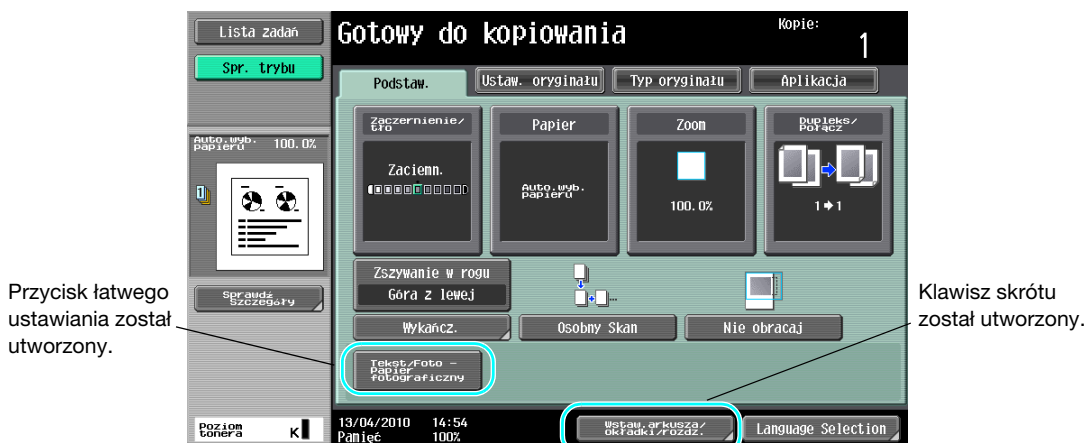 Lista zadań
Gotowy do kopiowania
Kopie:
1
Spr. trybu
Podstaw.
Ustaw. oryginału
Typ oryginału
Aplikacja
Auto.wyb.
papieru
100.0%
1
Zaczernienie/
tło
Zaciemn.
Papier
Auto.wyb.
papieru
Zoom
100.0%
Dupleks/
Połącz
1→1
Sprawdź
Szczegóły
Zszywanie w rogu
Góra z lewej
Wykańcz.
Osobny Skan
Nie obracaj
Tekst/Foto -
Papier
fotograficzny
Przycisk łatwego
ustawiania został
utworzony.
Klawisz skrótu
został utworzony.
Poziom
tonera
K
13/04/2010 14:54
Pamięć 100%
Wstaw.arkusza/
okładki/rozdz.
Language Selection